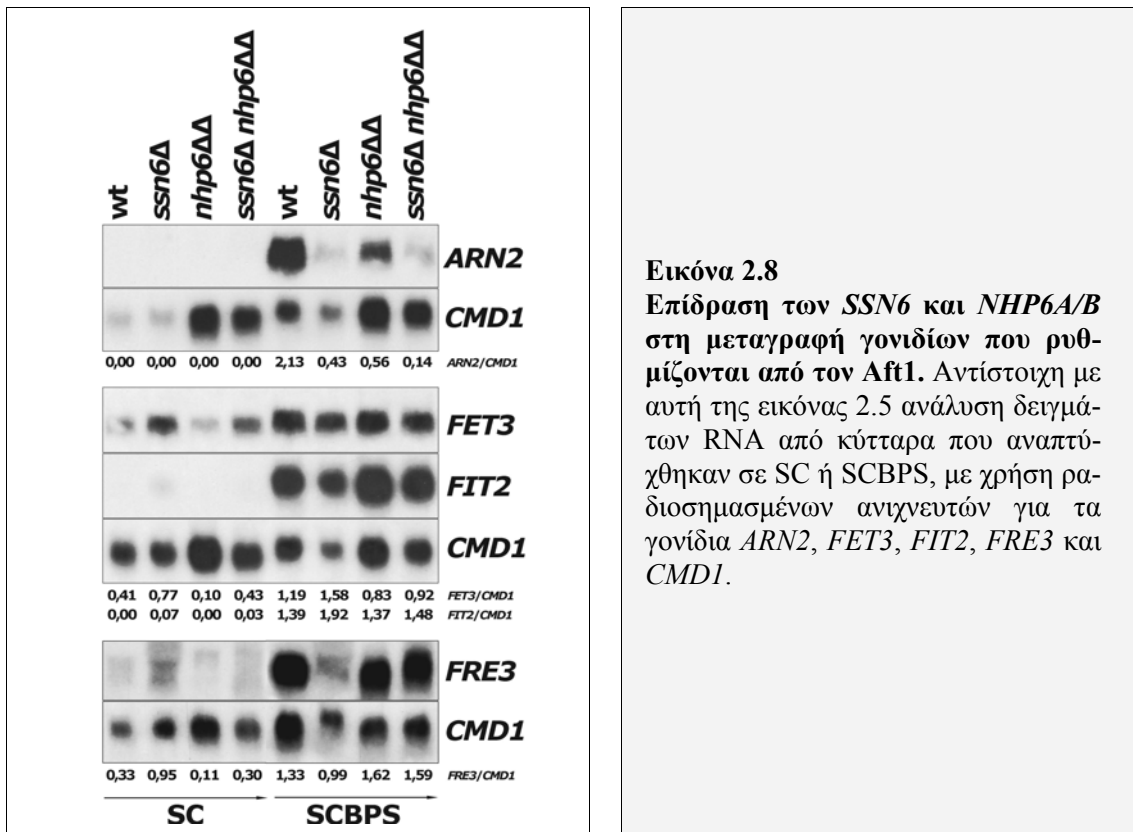 wt ssn6Δ nhp6ΔΔ ssn6Δ nhp6ΔΔ wt ssn6Δ nhp6ΔΔ ssn6Δ nhp6ΔΔ
ARN2
CMD1
0,00 0,00 0,00 0,00 2,13 0,43 0,56 0,14 ARN2/CMD1
FET3
FIT2
CMD1
0,41 0,77 0,10 0,43 1,19 1,58 0,83 0,92 FET3/CMD1
0,00 0,07 0,00 0,03 1,39 1,92 1,37 1,48 FIT2/CMD1
FRE3
CMD1
0,33 0,95 0,11 0,30 1,33 0,99 1,62 1,59 FRE3/CMD1
SC SCBPS
Εικόνα 2.8
Επίδραση των SSN6 και NHP6A/B
στη μεταγραφή γονιδίων που ρυθ-
μίζονται από τον Aft1. Αντίστοιχη με
αυτή της εικόνας 2.5 ανάλυση δειγμά-
των RNA από κύτταρα που αναπτύ-
χθηκαν σε SC ή SCBPS, με χρήση ρα-
διοσημασμένων ανιχνευτών για τα
γονίδια ARN2, FET3, FIT2, FRE3 και
CMD1.